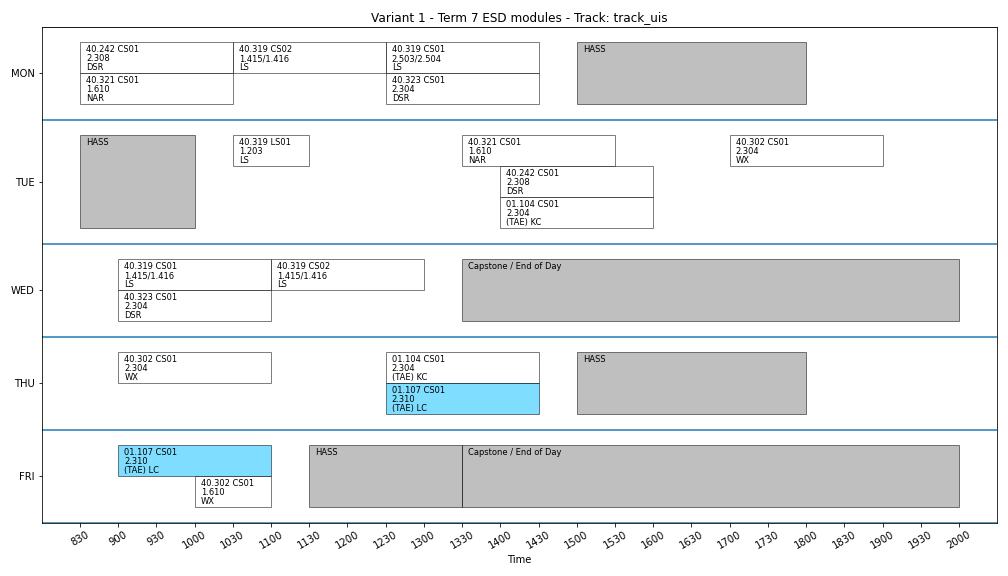 Variant 1 - Term 7 ESD modules - Track: track_uis
MON
40.242 CS01
2.308
DSR
40.319 CS02
1.415/1.416
LS
40.319 CS01
2.503/2.504
LS
HASS
40.321 CS01
1.610
NAR
40.323 CS01
2.304
DSR
TUE
HASS
40.319 LS01
1.203
LS
40.321 CS01
1.610
NAR
40.302 CS01
2.304
WX
40.242 CS01
2.308
DSR
01.104 CS01
2.304
(TAE) KC
WED
40.319 CS01
1.415/1.416
LS
40.319 CS02
1.415/1.416
LS
Capstone / End of Day
40.323 CS01
2.304
DSR
THU
40.302 CS01
2.304
WX
01.104 CS01
2.304
(TAE) KC
HASS
01.107 CS01
2.310
(TAE) LC
FRI
01.107 CS01
2.310
(TAE) LC
HASS
Capstone / End of Day
40.302 CS01
1.610
WX
830 900 930 1000 1030 1100 1130 1200 1230 1300 1330 1400 1430 1500 1530 1600 1630 1700 1730 1800 1830 1900 1930 2000
Time